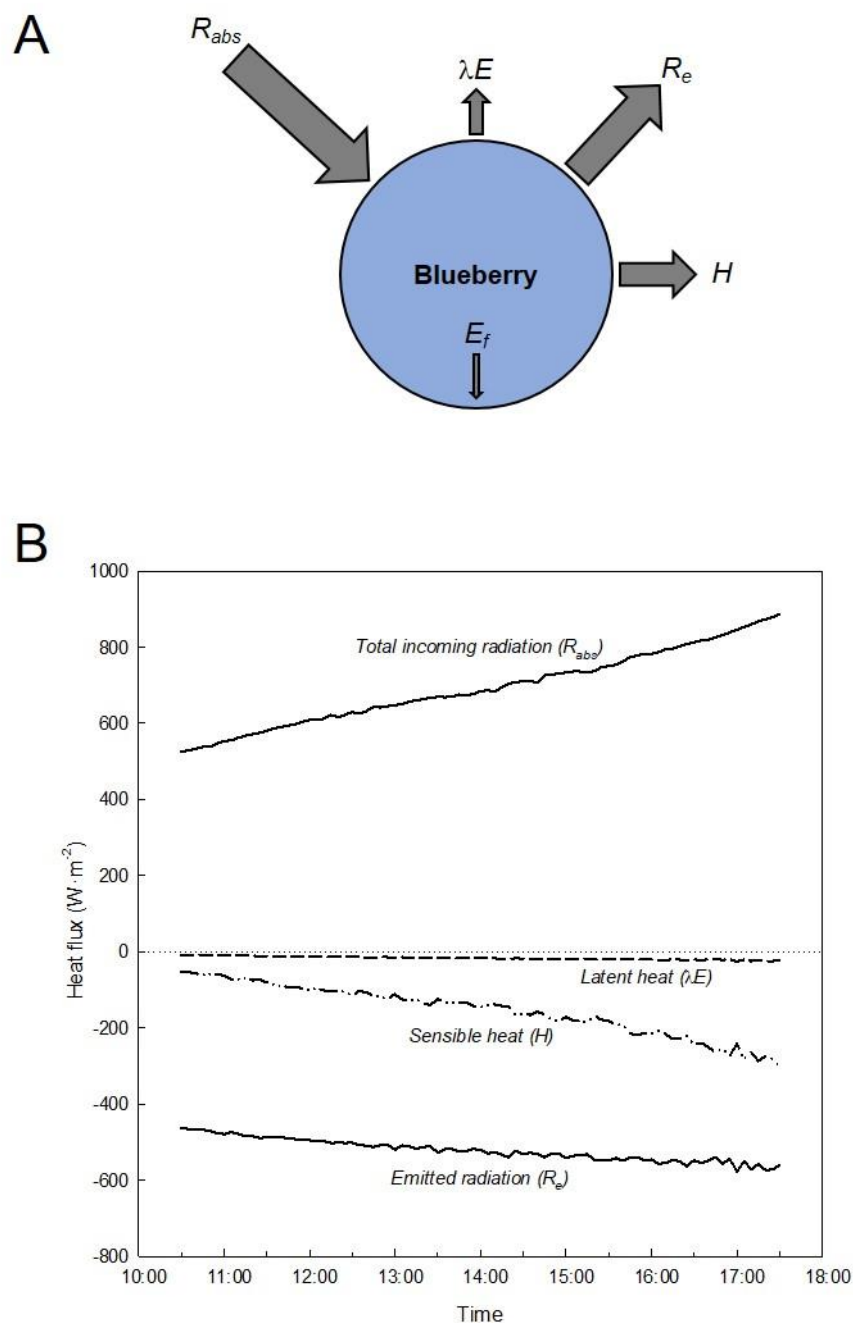 A
R_abs
λE
R_e
Blueberry
H
E_f
B
1000
800
600
400
200
0
-200
-400
-600
-800
Heat flux (W·m⁻²)
Total incoming radiation (R_abs)
Latent heat (λE)
Sensible heat (H)
Emitted radiation (R_e)
10:00 11:00 12:00 13:00 14:00 15:00 16:00 17:00 18:00
Time